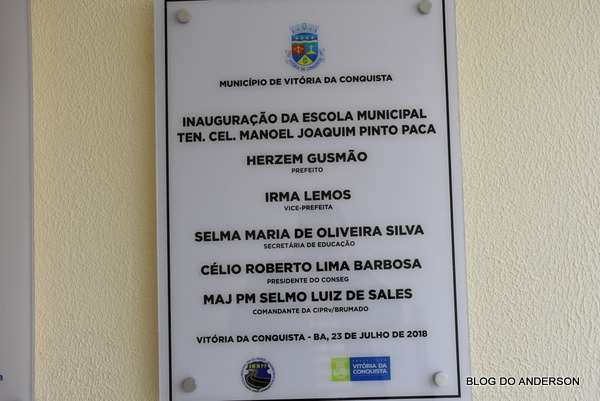 MUNICÍPIO DE VITÓRIA DA CONQUISTA
INAUGURAÇÃO DA ESCOLA MUNICIPAL
TEN. CEL. MANOEL JOAQUIM PINTO PACA
HERZEM GUSMÃO
PREFEITO
IRMA LEMOS
VICE-PREFEITA
SELMA MARIA DE OLIVEIRA SILVA
SECRETÁRIA DE EDUCAÇÃO
CÉLIO ROBERTO LIMA BARBOSA
PRESIDENTE DO CONSEG
MAJ PM SELMO LUIZ DE SALES
COMANDANTE DA CIPRv/BRUMADO
VITÓRIA DA CONQUISTA - BA, 23 DE JULHO DE 2018
PREFEITURA
VITÓRIA DA
CONQUISTA
BLOG DO ANDERSON